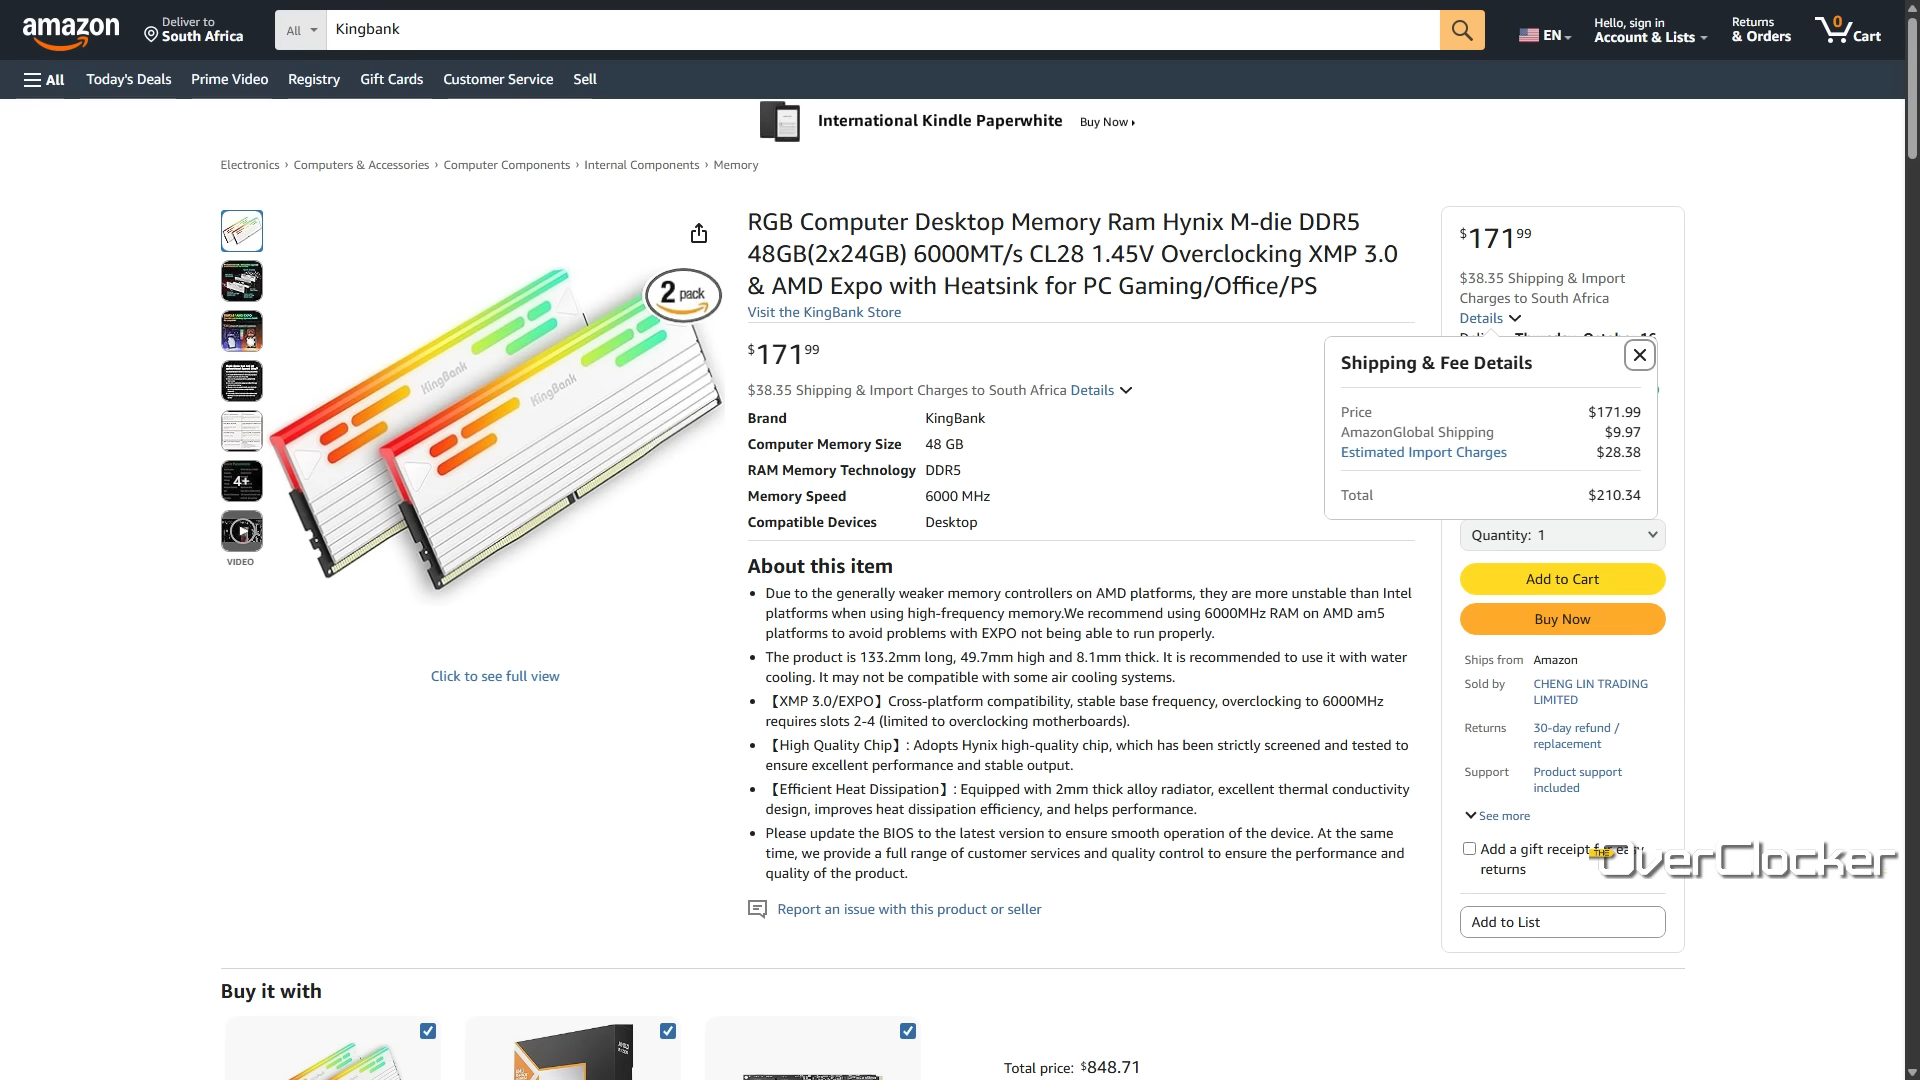 amazon
Deliver to
South Africa
All
Kingbank
EN
Hello, sign in
Account & Lists
Returns
& Orders
0
Cart
All
Today's Deals
Prime Video
Registry
Gift Cards
Customer Service
Sell
International Kindle Paperwhite
Buy Now
Electronics › Computers & Accessories › Computer Components › Internal Components › Memory
4+
VIDEO
2 pack
KingBank
KingBank
Click to see full view
RGB Computer Desktop Memory Ram Hynix M-die DDR5
48GB(2x24GB) 6000MT/s CL28 1.45V Overclocking XMP 3.0
& AMD Expo with Heatsink for PC Gaming/Office/PS
Visit the KingBank Store
$171.99
$38.35 Shipping & Import Charges to South Africa Details
Brand KingBank
Computer Memory Size 48 GB
RAM Memory Technology DDR5
Memory Speed 6000 MHz
Compatible Devices Desktop
About this item
• Due to the generally weaker memory controllers on AMD platforms, they are more unstable than Intel
platforms when using high-frequency memory.We recommend using 6000MHz RAM on AMD am5
platforms to avoid problems with EXPO not being able to run properly.
• The product is 133.2mm long, 49.7mm high and 8.1mm thick. It is recommended to use it with water
cooling. It may not be compatible with some air cooling systems.
• 【XMP 3.0/EXPO】Cross-platform compatibility, stable base frequency, overclocking to 6000MHz
requires slots 2-4 (limited to overclocking motherboards).
• 【High Quality Chip】: Adopts Hynix high-quality chip, which has been strictly screened and tested to
ensure excellent performance and stable output.
• 【Efficient Heat Dissipation】: Equipped with 2mm thick alloy radiator, excellent thermal conductivity
design, improves heat dissipation efficiency, and helps performance.
• Please update the BIOS to the latest version to ensure smooth operation of the device. At the same
time, we provide a full range of customer services and quality control to ensure the performance and
quality of the product.
Report an issue with this product or seller
$171.99
$38.35 Shipping & Import
Charges to South Africa
Details
Shipping & Fee Details
Price $171.99
AmazonGlobal Shipping $9.97
Estimated Import Charges $28.38
Total $210.34
Quantity: 1
Add to Cart
Buy Now
Ships from Amazon
Sold by CHENG LIN TRADING
LIMITED
Returns 30-day refund /
replacement
Support Product support
included
See more
Add a gift receipt for easy
returns
THE OverClocker
Add to List
Buy it with
Total price: $848.71